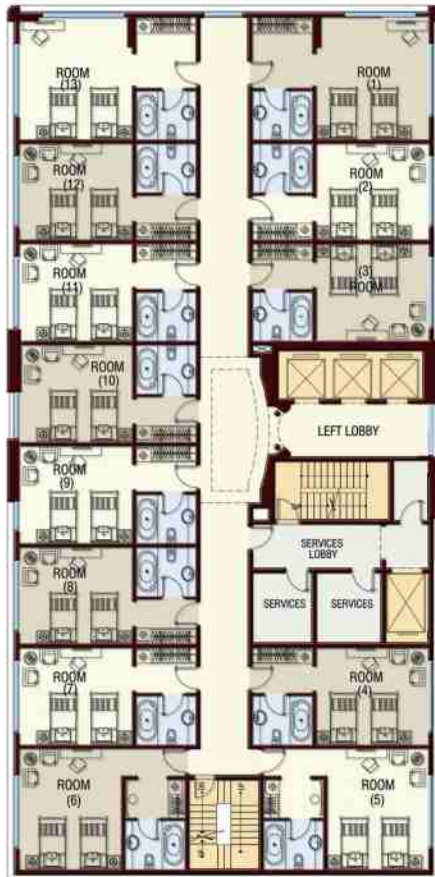 ROOM
(13)
ROOM
(1)
ROOM
(12)
ROOM
(2)
ROOM
(11)
(3)
ROOM
ROOM
(10)
LEFT LOBBY
ROOM
(9)
SERVICES
LOBBY
ROOM
(8)
SERVICES
SERVICES
ROOM
(7)
ROOM
(4)
ROOM
(6)
ROOM
(5)